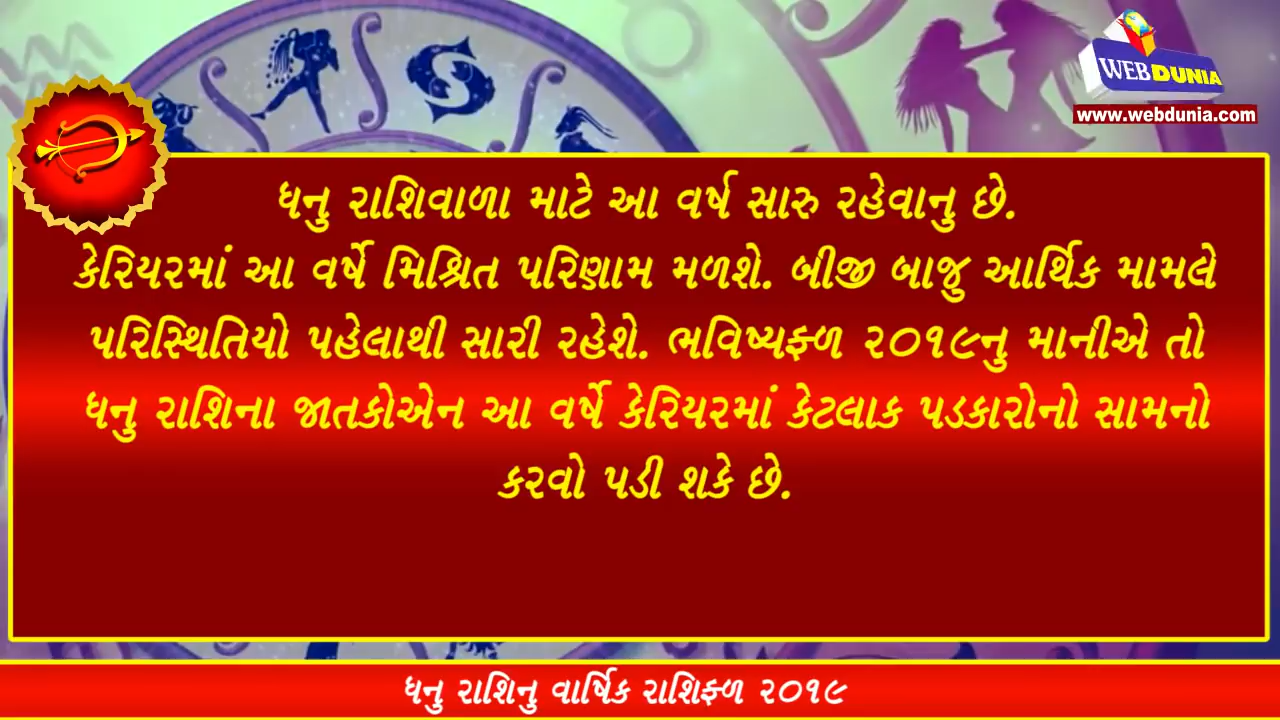 WEBDUNIA
www.webdunia.com
ધનુ રાશિવાળા માટે આ વર્ષ સારુ રહેવાનુ છે.
કેરિયરમાં આ વર્ષે મિશ્રિત પરિણામ મળશે. બીજી બાજુ આર્થિક મામલે
પરિસ્થિતિયો પહેલાથી સારી રહેશે. ભવિષ્યફળ ૨૦૧૯નુ માનીએ તો
ધનુ રાશિના જાતકોએન આ વર્ષે કેરિયરમાં કેટલાક પડકારોનો સામનો
કરવો પડી શકે છે.
ધનુ રાશિનુ વાર્ષિક રાશિફળ ૨૦૧૯